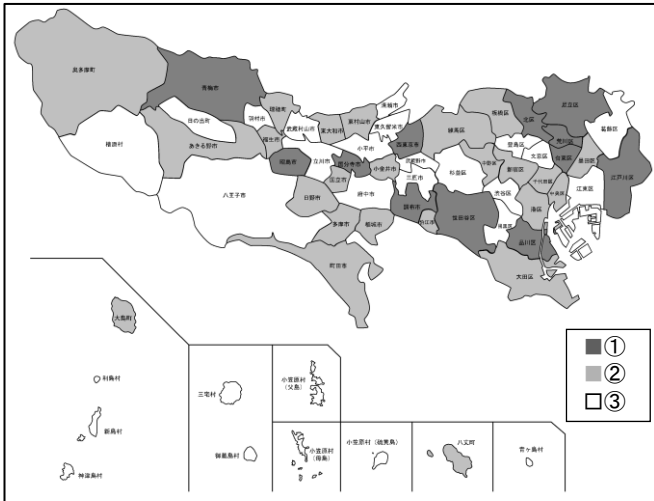 奥多摩町
青梅市
日の出町
檜原村
あきる野市
羽村市
瑞穂町
福生市
武蔵村山市
東大和市
東村山市
清瀬市
東久留米市
西東京市
昭島市
立川市
小平市
国分寺市
小金井市
武蔵野市
三鷹市
国立市
八王子市
日野市
府中市
調布市
狛江市
多摩市
稲城市
町田市
練馬区
板橋区
北区
足立区
葛飾区
荒川区
豊島区
文京区
台東区
墨田区
江戸川区
中野区
杉並区
新宿区
千代田区
中央区
江東区
渋谷区
港区
世田谷区
目黒区
品川区
大田区
大島町
利島村
新島村
神津島村
三宅村
御蔵島村
小笠原村
(父島)
小笠原村
(母島)
小笠原村(硫黄島)
八丈町
青ヶ島村
①
②
③